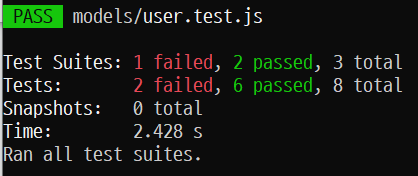 PASS models/user.test.js
Test Suites: 1 failed, 2 passed, 3 total
Tests: 2 failed, 6 passed, 8 total
Snapshots: 0 total
Time: 2.428 s
Ran all test suites.